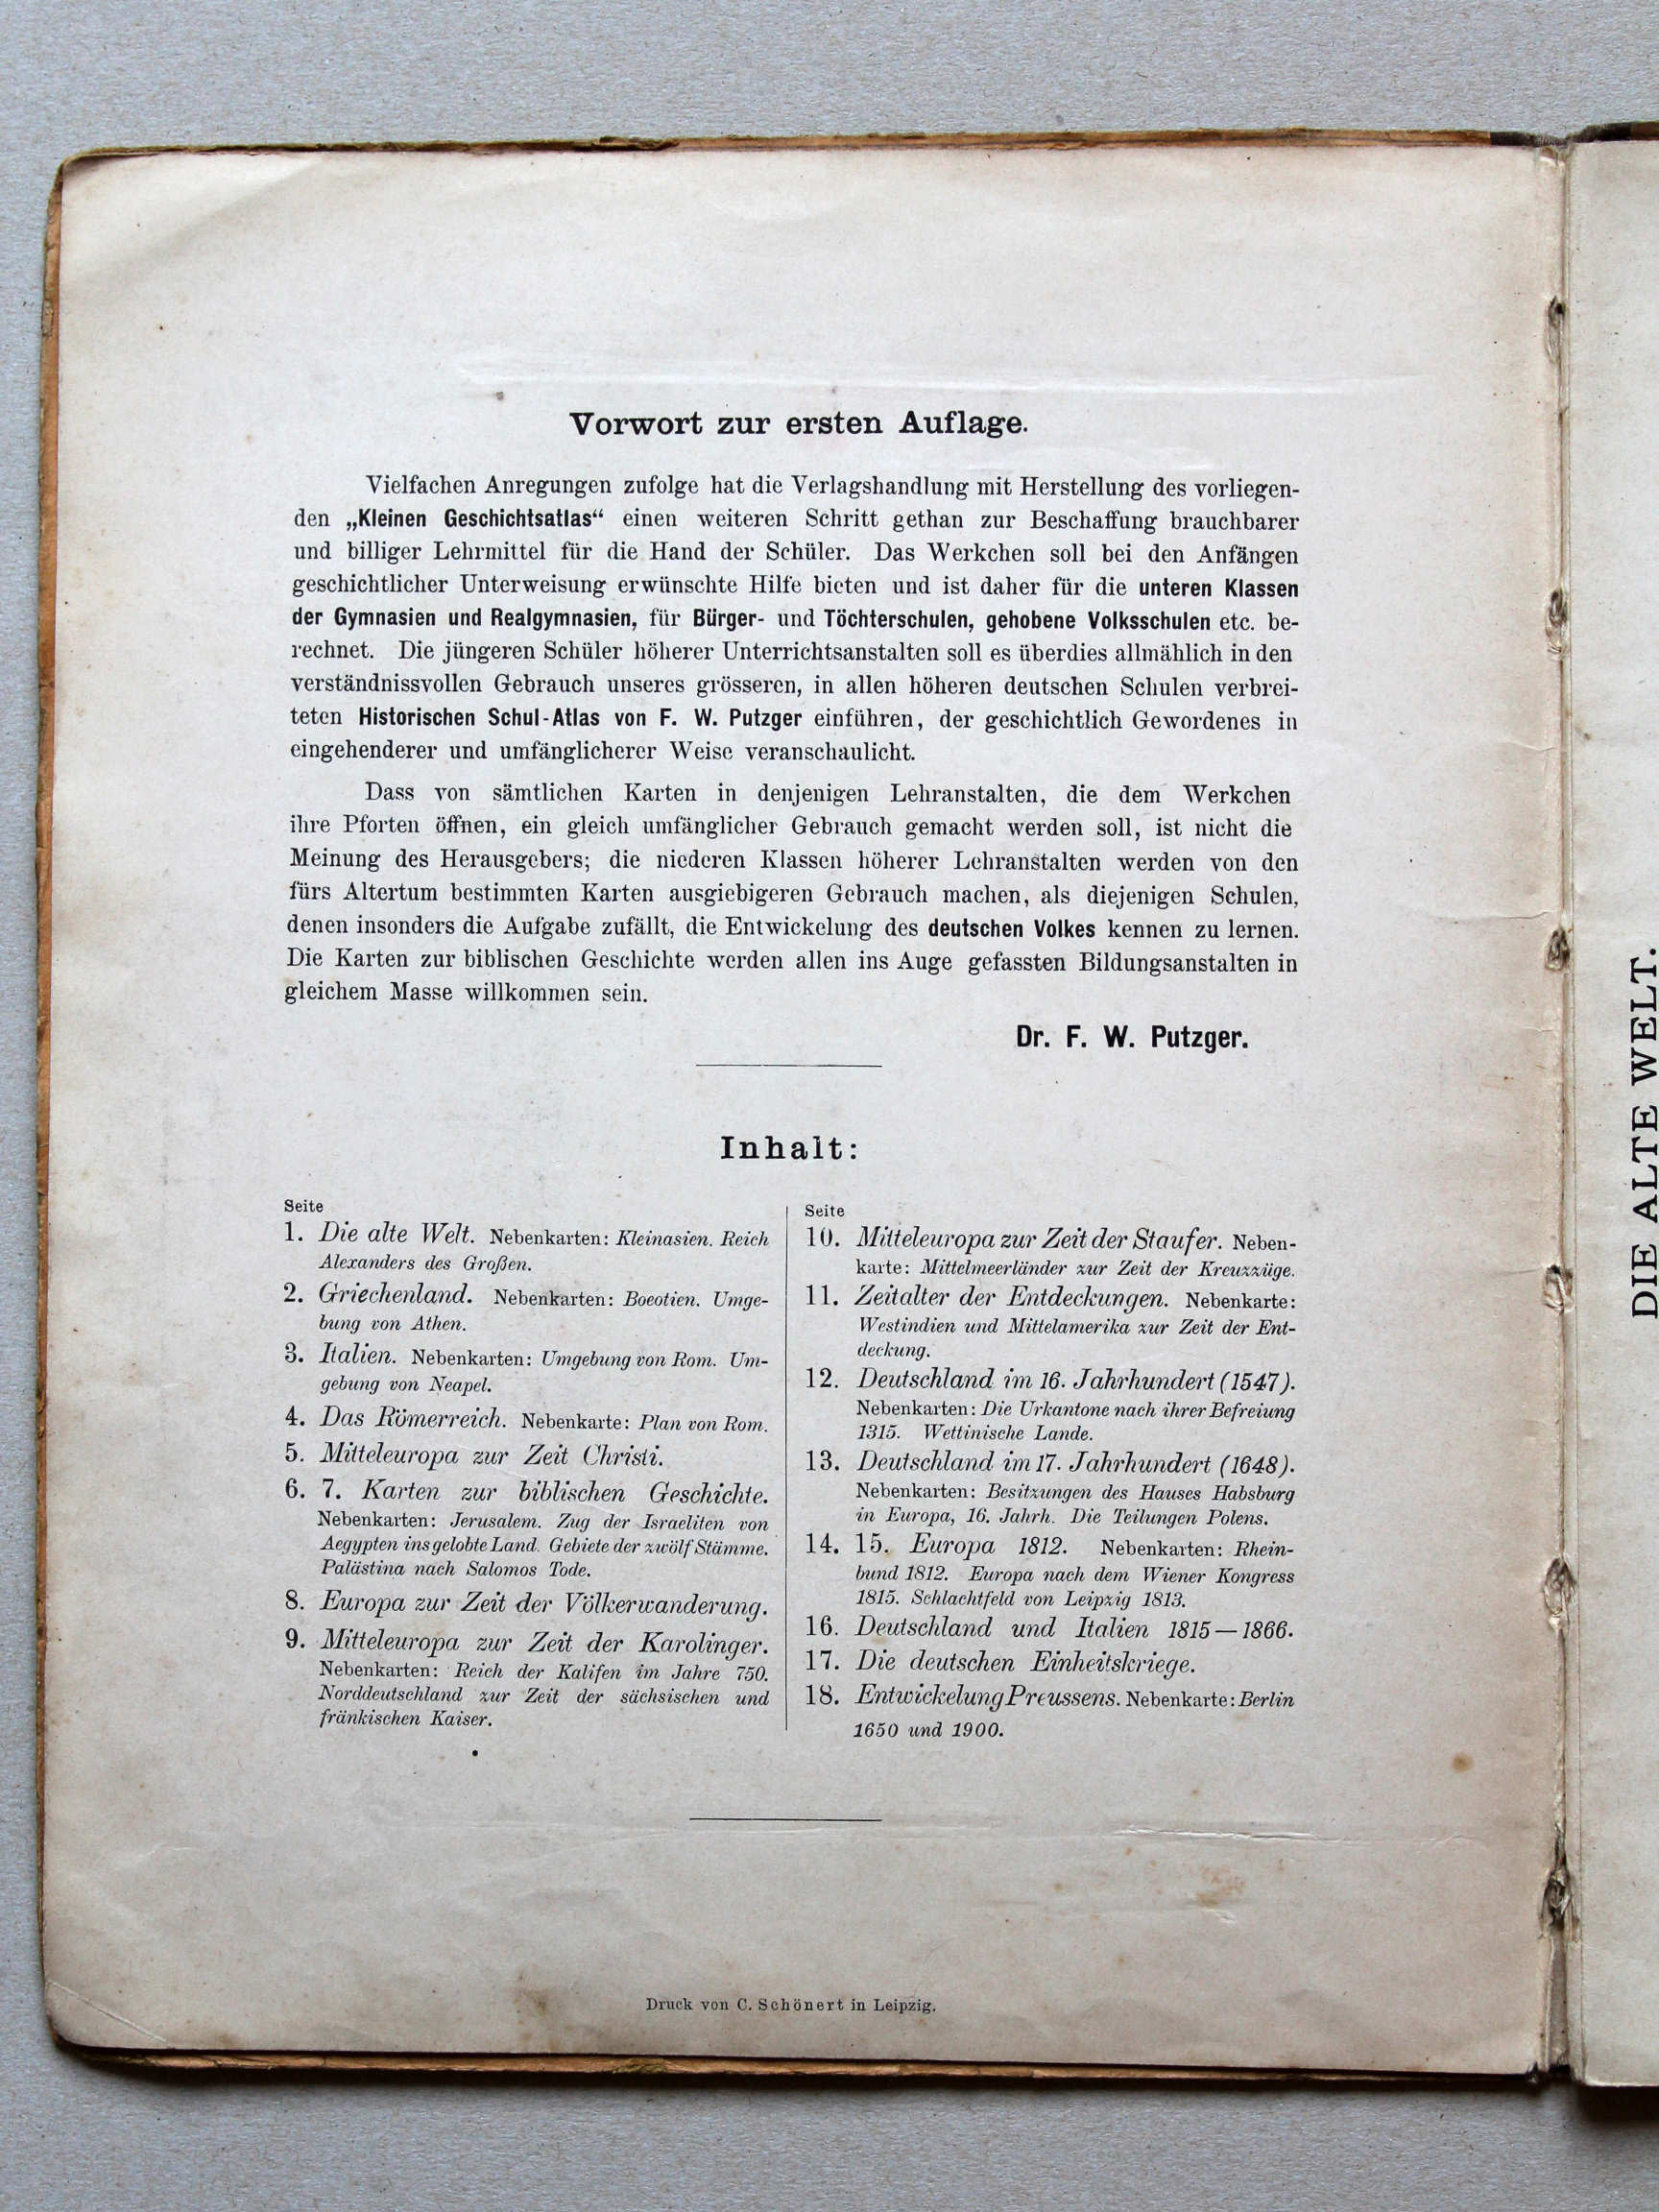 Vorwort zur ersten Auflage.
Vielfachen Anregungen zufolge hat die Verlagshandlung mit Herstellung des vorliegen-
den „Kleinen Geschichtsatlas“ einen weiteren Schritt gethan zur Beschaffung brauchbarer
und billiger Lehrmittel für die Hand der Schüler. Das Werkchen soll bei den Anfängen
geschichtlicher Unterweisung erwünschte Hilfe bieten und ist daher für die unteren Klassen
der Gymnasien und Realgymnasien, für Bürger- und Töchterschulen, gehobene Volksschulen etc. be-
rechnet. Die jüngeren Schüler höherer Unterrichtsanstalten soll es überdies allmählich in den
verständnissvollen Gebrauch unseres grösseren, in allen höheren deutschen Schulen verbrei-
teten Historischen Schul-Atlas von F. W. Putzger einführen, der geschichtlich Gewordenes in
eingehenderer und umfänglicherer Weise veranschaulicht.
Dass von sämtlichen Karten in denjenigen Lehranstalten, die dem Werkchen
ihre Pforten öffnen, ein gleich umfänglicher Gebrauch gemacht werden soll, ist nicht die
Meinung des Herausgebers; die niederen Klassen höherer Lehranstalten werden von den
fürs Altertum bestimmten Karten ausgiebigeren Gebrauch machen, als diejenigen Schulen,
denen insonders die Aufgabe zufällt, die Entwickelung des deutschen Volkes kennen zu lernen.
Die Karten zur biblischen Geschichte werden allen ins Auge gefassten Bildungsanstalten in
gleichem Masse willkommen sein.
Dr. F. W. Putzger.
Inhalt:
Seite
1. Die alte Welt. Nebenkarten: Kleinasien. Reich
Alexanders des Großen.
2. Griechenland. Nebenkarten: Boeotien. Umge-
bung von Athen.
3. Italien. Nebenkarten: Umgebung von Rom. Um-
gebung von Neapel.
4. Das Römerreich. Nebenkarte: Plan von Rom.
5. Mitteleuropa zur Zeit Christi.
6. 7. Karten zur biblischen Geschichte.
Nebenkarten: Jerusalem. Zug der Israeliten von
Aegypten ins gelobte Land. Gebiete der zwölf Stämme.
Palästina nach Salomos Tode.
8. Europa zur Zeit der Völkerwanderung.
9. Mitteleuropa zur Zeit der Karolinger.
Nebenkarten: Reich der Kalifen im Jahre 750.
Norddeutschland zur Zeit der sächsischen und
fränkischen Kaiser.
Seite
10. Mitteleuropa zur Zeit der Staufer. Neben-
karte: Mittelmeerländer zur Zeit der Kreuzzüge.
11. Zeitalter der Entdeckungen. Nebenkarte:
Westindien und Mittelamerika zur Zeit der Ent-
deckung.
12. Deutschland im 16. Jahrhundert (1547).
Nebenkarten: Die Urkantone nach ihrer Befreiung
1315. Wettinische Lande.
13. Deutschland im 17. Jahrhundert (1648).
Nebenkarten: Besitzungen des Hauses Habsburg
in Europa, 16. Jahrh. Die Teilungen Polens.
14. 15. Europa 1812. Nebenkarten: Rhein-
bund 1812. Europa nach dem Wiener Kongress
1815. Schlachtfeld von Leipzig 1813.
16. Deutschland und Italien 1815—1866.
17. Die deutschen Einheitskriege.
18. Entwickelung Preussens. Nebenkarte: Berlin
1650 und 1900.
Druck von C. Schönert in Leipzig.
DIE ALTE WELT.